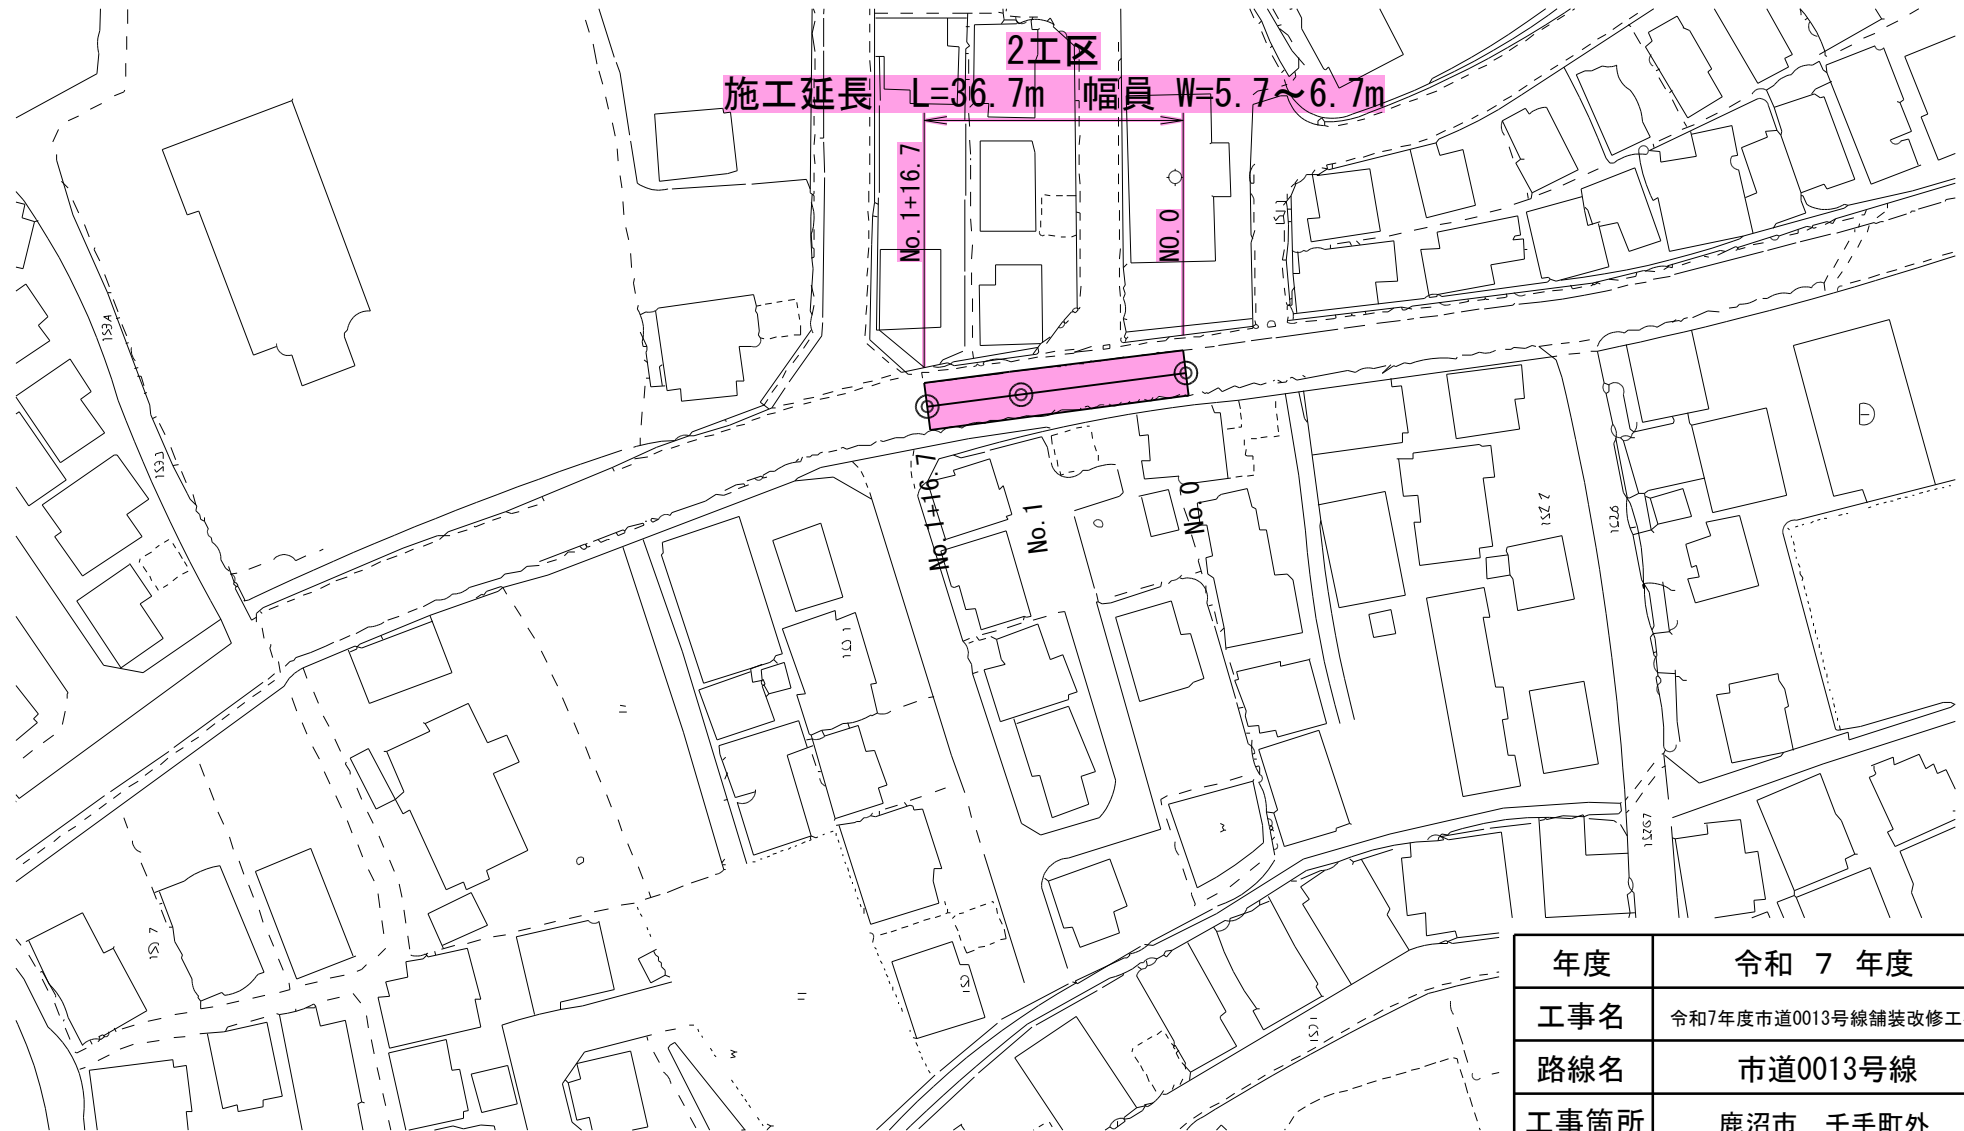 2工区
施工延長 L=36.7m 幅員 W=5.7～6.7m
No.1+16.7
NO.0
No.1+16.7
No.1
No.0
年度 令和 7 年度
工事名 令和7年度市道0013号線舗装改修工
路線名 市道0013号線
工事箇所 鹿沼市 千手町外